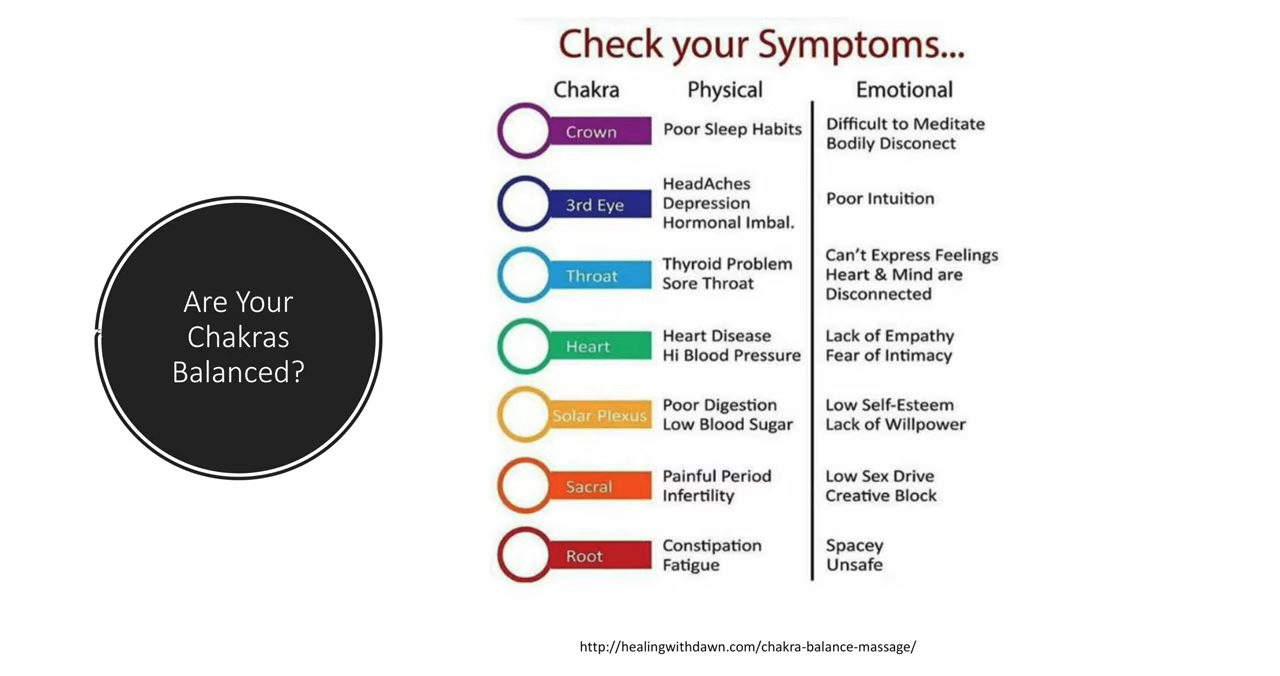 Are Your
Chakras
Balanced?
Check your Symptoms...
Chakra Physical Emotional
Crown Poor Sleep Habits Difficult to Meditate
Bodily Disconect
3rd Eye HeadAches
Depression
Hormonal Imbal. Poor Intuition
Throat Thyroid Problem
Sore Throat Can't Express Feelings
Heart & Mind are
Disconnected
Heart Heart Disease
Hi Blood Pressure Lack of Empathy
Fear of Intimacy
Solar Plexus Poor Digestion
Low Blood Sugar Low Self-Esteem
Lack of Willpower
Sacral Painful Period
Infertility Low Sex Drive
Creative Block
Root Constipation
Fatigue Spacey
Unsafe
http://healingwithdawn.com/chakra-balance-massage/